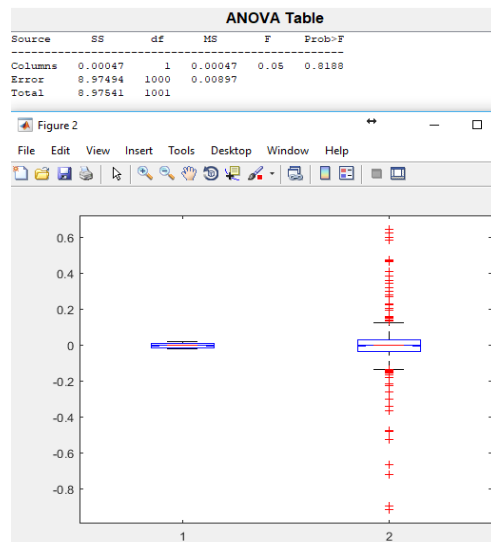 ANOVA Table
Source SS df MS F Prob>F
Columns 0.00047 1 0.00047 0.05 0.8188
Error 8.97494 1000 0.00897
Total 8.97541 1001
Figure 2
File Edit View Insert Tools Desktop Window Help
0.6
0.4
0.2
0
-0.2
-0.4
-0.6
-0.8
1 2